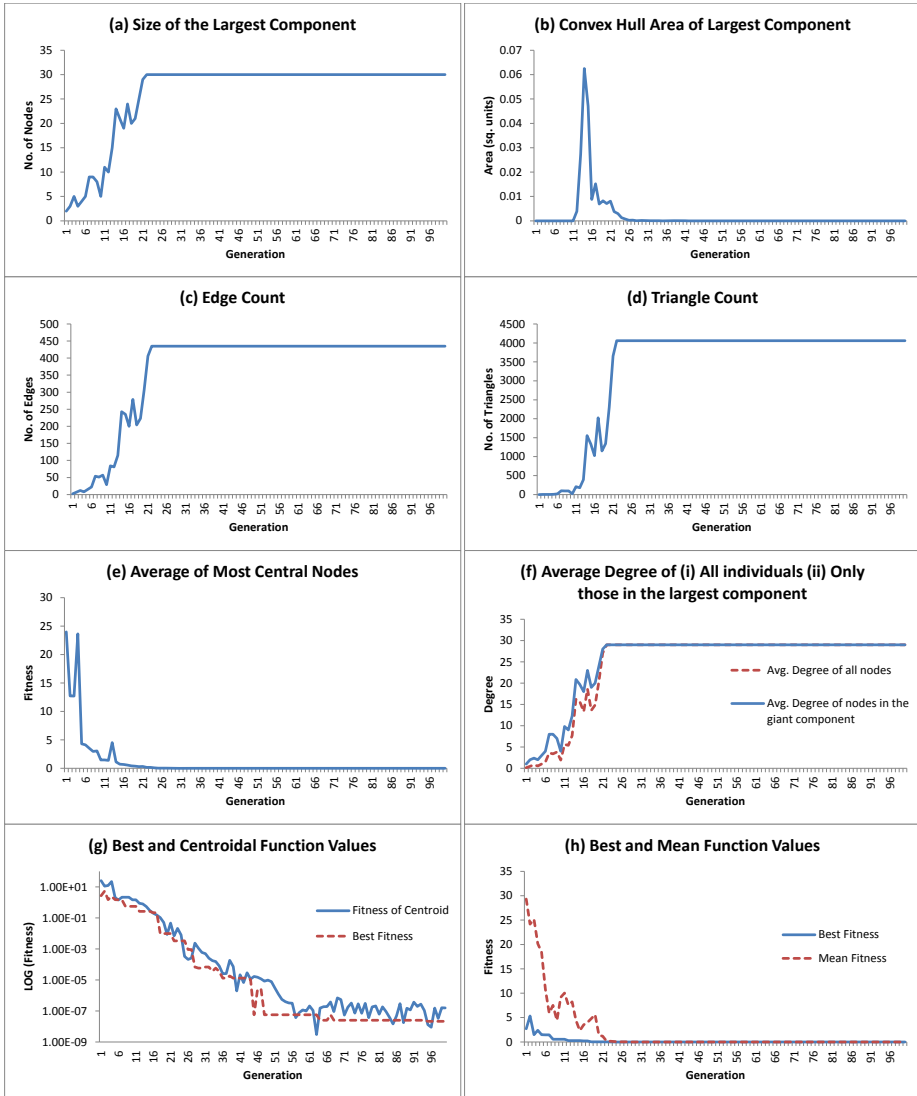 (a) Size of the Largest Component
35
30
25
20
15
10
5
0
No. of Nodes
1 6 11 16 21 26 31 36 41 46 51 56 61 66 71 76 81 86 91 96
Generation
(b) Convex Hull Area of Largest Component
0.07
0.06
0.05
0.04
0.03
0.02
0.01
0
Area (sq. units)
1 6 11 16 21 26 31 36 41 46 51 56 61 66 71 76 81 86 91 96
Generation
(c) Edge Count
500
450
400
350
300
250
200
150
100
50
0
No. of Edges
1 6 11 16 21 26 31 36 41 46 51 56 61 66 71 76 81 86 91 96
Generation
(d) Triangle Count
4500
4000
3500
3000
2500
2000
1500
1000
500
0
No. of Triangles
1 6 11 16 21 26 31 36 41 46 51 56 61 66 71 76 81 86 91 96
Generation
(e) Average of Most Central Nodes
30
25
20
15
10
5
0
Fitness
1 6 11 16 21 26 31 36 41 46 51 56 61 66 71 76 81 86 91 96
Generation
(f) Average Degree of (i) All individuals (ii) Only
those in the largest component
35
30
25
20
15
10
5
0
Degree
Avg. Degree of all nodes
Avg. Degree of nodes in the
giant component
1 6 11 16 21 26 31 36 41 46 51 56 61 66 71 76 81 86 91 96
Generation
(g) Best and Centroidal Function Values
1.00E+01
1.00E-01
1.00E-03
1.00E-05
1.00E-07
1.00E-09
LOG (Fitness)
Fitness of Centroid
Best Fitness
1 6 11 16 21 26 31 36 41 46 51 56 61 66 71 76 81 86 91 96
Generation
(h) Best and Mean Function Values
35
30
25
20
15
10
5
0
Fitness
Best Fitness
Mean Fitness
1 6 11 16 21 26 31 36 41 46 51 56 61 66 71 76 81 86 91 96
Generation